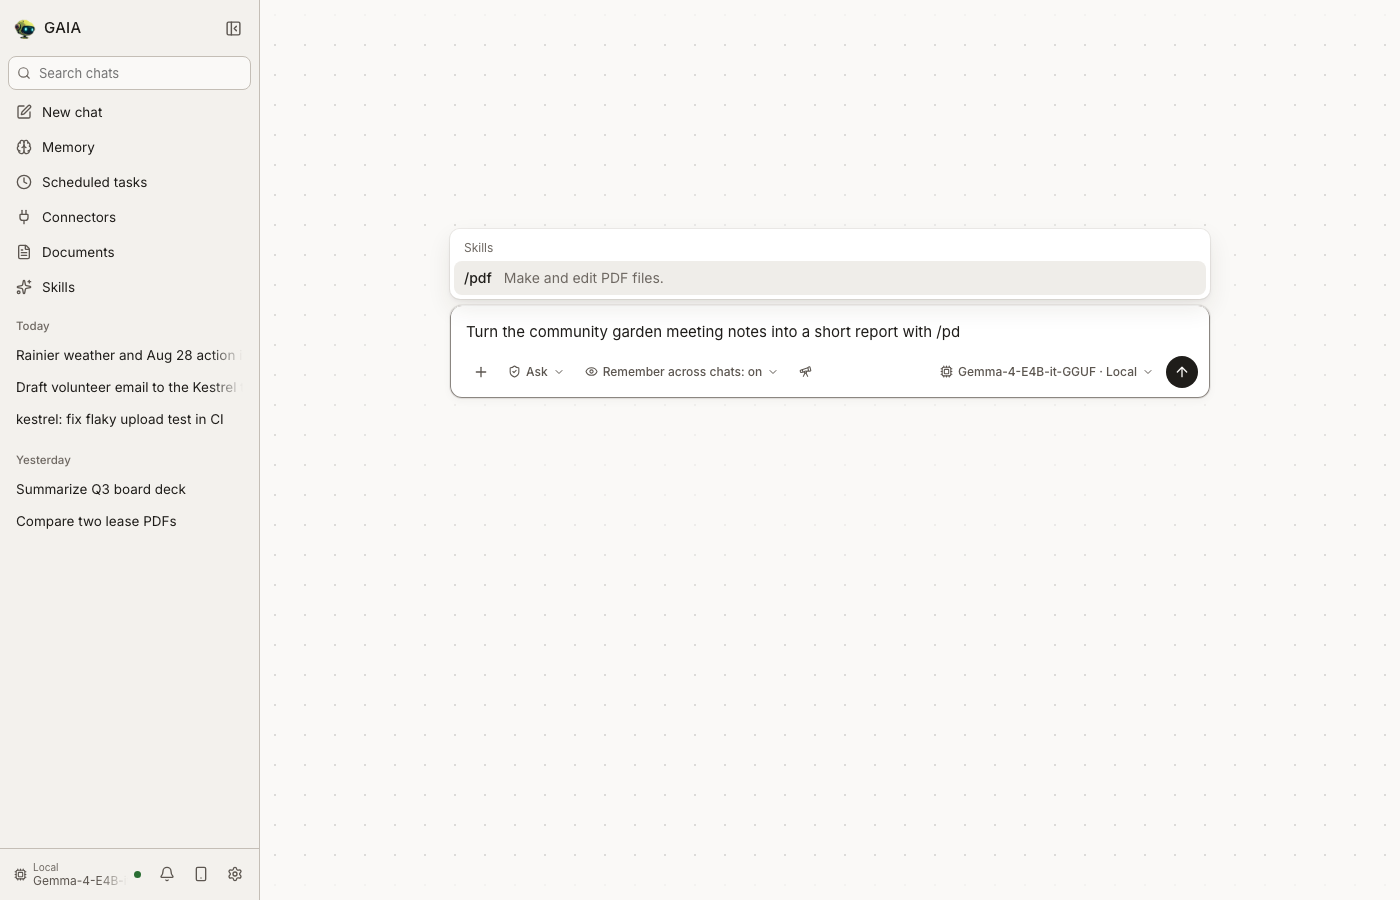 GAIA
Search chats
New chat
Memory
Scheduled tasks
Connectors
Documents
Skills
Today
Rainier weather and Aug 28 action
Draft volunteer email to the Kestrel
kestrel: fix flaky upload test in CI
Yesterday
Summarize Q3 board deck
Compare two lease PDFs
Local
Gemma-4-E4B-
Skills
/pdf Make and edit PDF files.
Turn the community garden meeting notes into a short report with /pd
Ask Remember across chats: on Gemma-4-E4B-it-GGUF · Local